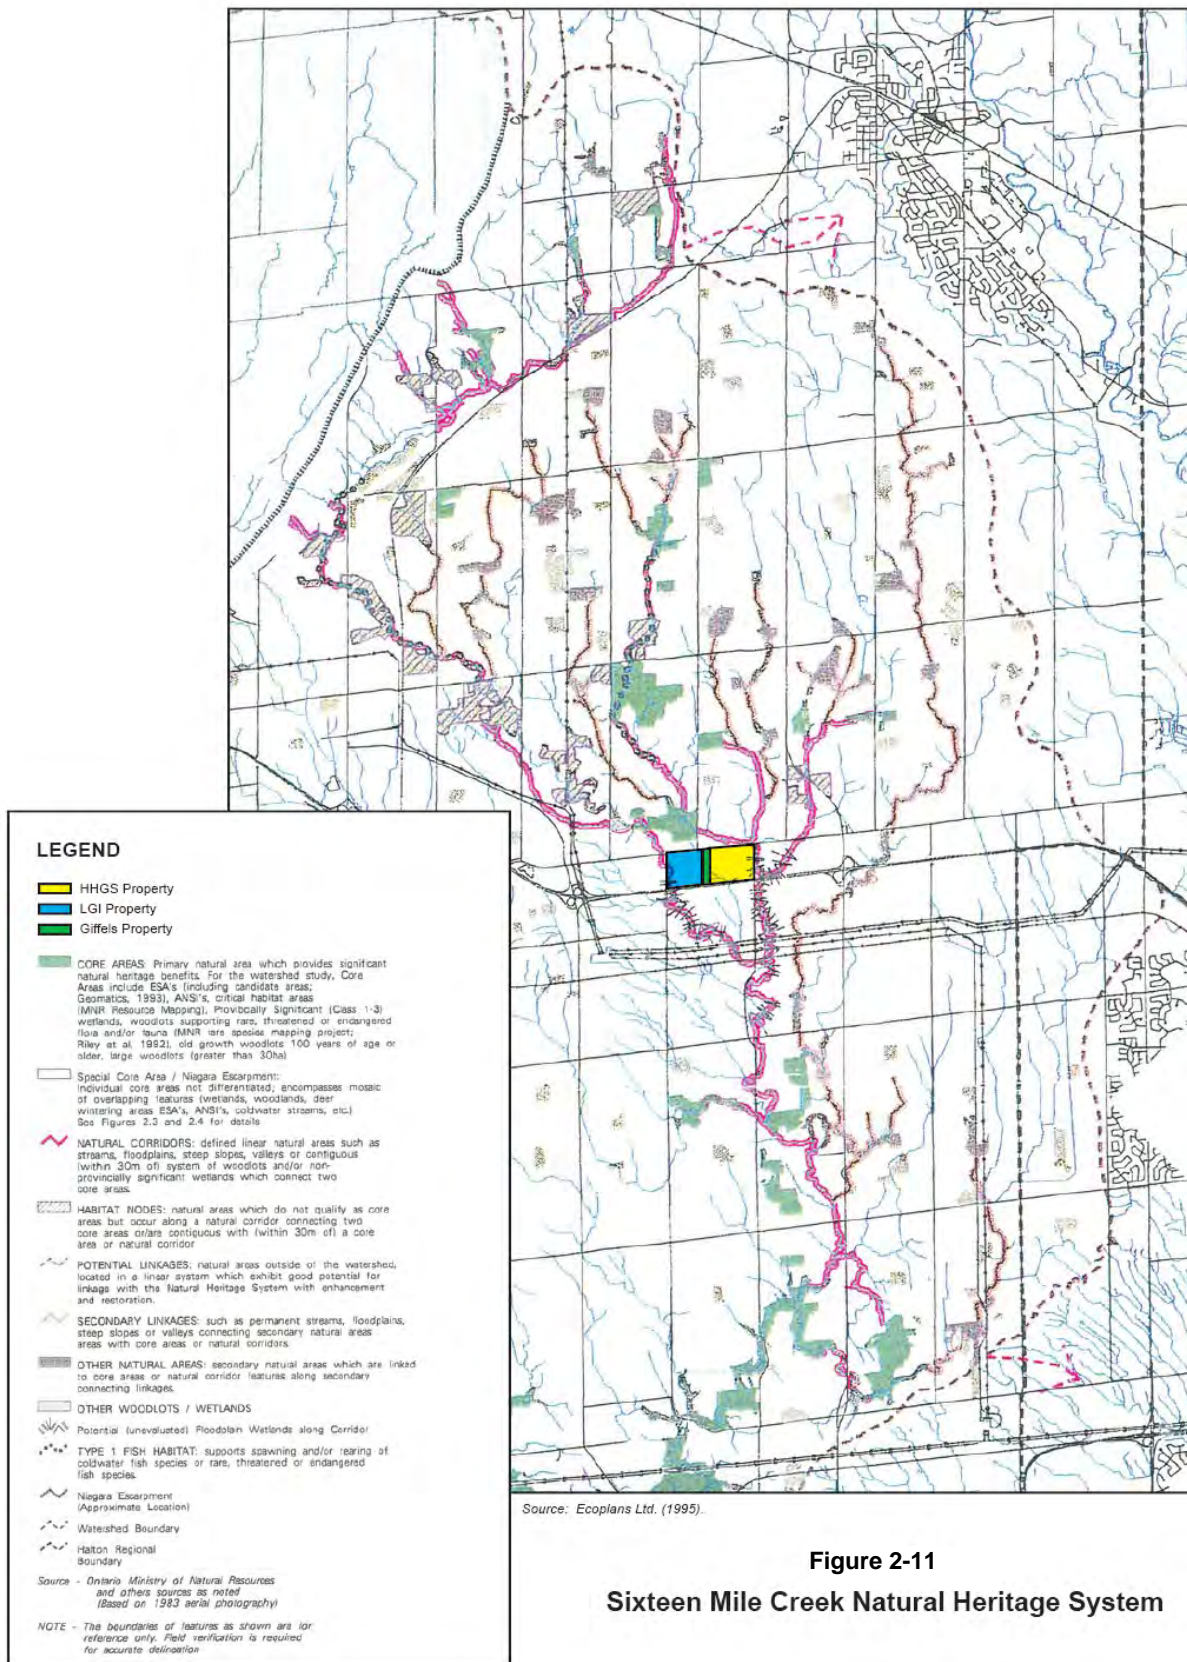 LEGEND
HHGS Property
LGI Property
Giffels Property
CORE AREAS: Primary natural area which provides significant
natural heritage benefits. For the watershed study, Core
Areas include ESA's (including candidate areas;
Geomatics, 1993), ANSI's, critical habitat areas
(MNR Resource Mapping), Provincially Significant (Class 1-3)
wetlands, woodlots supporting rare, threatened or endangered
flora and/or fauna (MNR rare species mapping project;
Riley et al. 1992), old growth woodlots 100 years of age or
older, large woodlots (greater than 30ha)
Special Core Area / Niagara Escarpment:
Individual core areas not differentiated; encompasses mosaic
of overlapping features (wetlands, woodlands, deer
wintering areas ESA's, ANSI's, coldwater streams, etc.)
See Figures 2.3 and 2.4 for details
NATURAL CORRIDORS: defined linear natural areas such as
streams, floodplains, steep slopes, valleys or contiguous
(within 30m of) system of woodlots and/or non-
provincially significant wetlands which connect two
core areas.
HABITAT NODES: natural areas which do not qualify as core
areas but occur along a natural corridor connecting two
core areas or/are contiguous with (within 30m of) a core
area or natural corridor
POTENTIAL LINKAGES: natural areas outside of the watershed,
located in a linear system which exhibit good potential for
linkage with the Natural Heritage System with enhancement
and restoration.
SECONDARY LINKAGES: such as permanent streams, floodplains,
steep slopes or valleys connecting secondary natural areas
areas with core areas or natural corridors.
OTHER NATURAL AREAS: secondary natural areas which are linked
to core areas or natural corridor features along secondary
connecting linkages.
OTHER WOODLOTS / WETLANDS
Potential (unevaluated) Floodplain Wetlands along Corridor
TYPE 1 FISH HABITAT: supports spawning and/or rearing of
coldwater fish species or rare, threatened or endangered
fish species.
Niagara Escarpment
(Approximate Location)
Watershed Boundary
Halton Regional
Boundary
Source - Ontario Ministry of Natural Resources
and others sources as noted
(Based on 1983 aerial photography)
NOTE - The boundaries of features as shown are for
reference only. Field verification is required
for accurate delineation
Source: Ecoplans Ltd. (1995).
Figure 2-11
Sixteen Mile Creek Natural Heritage System